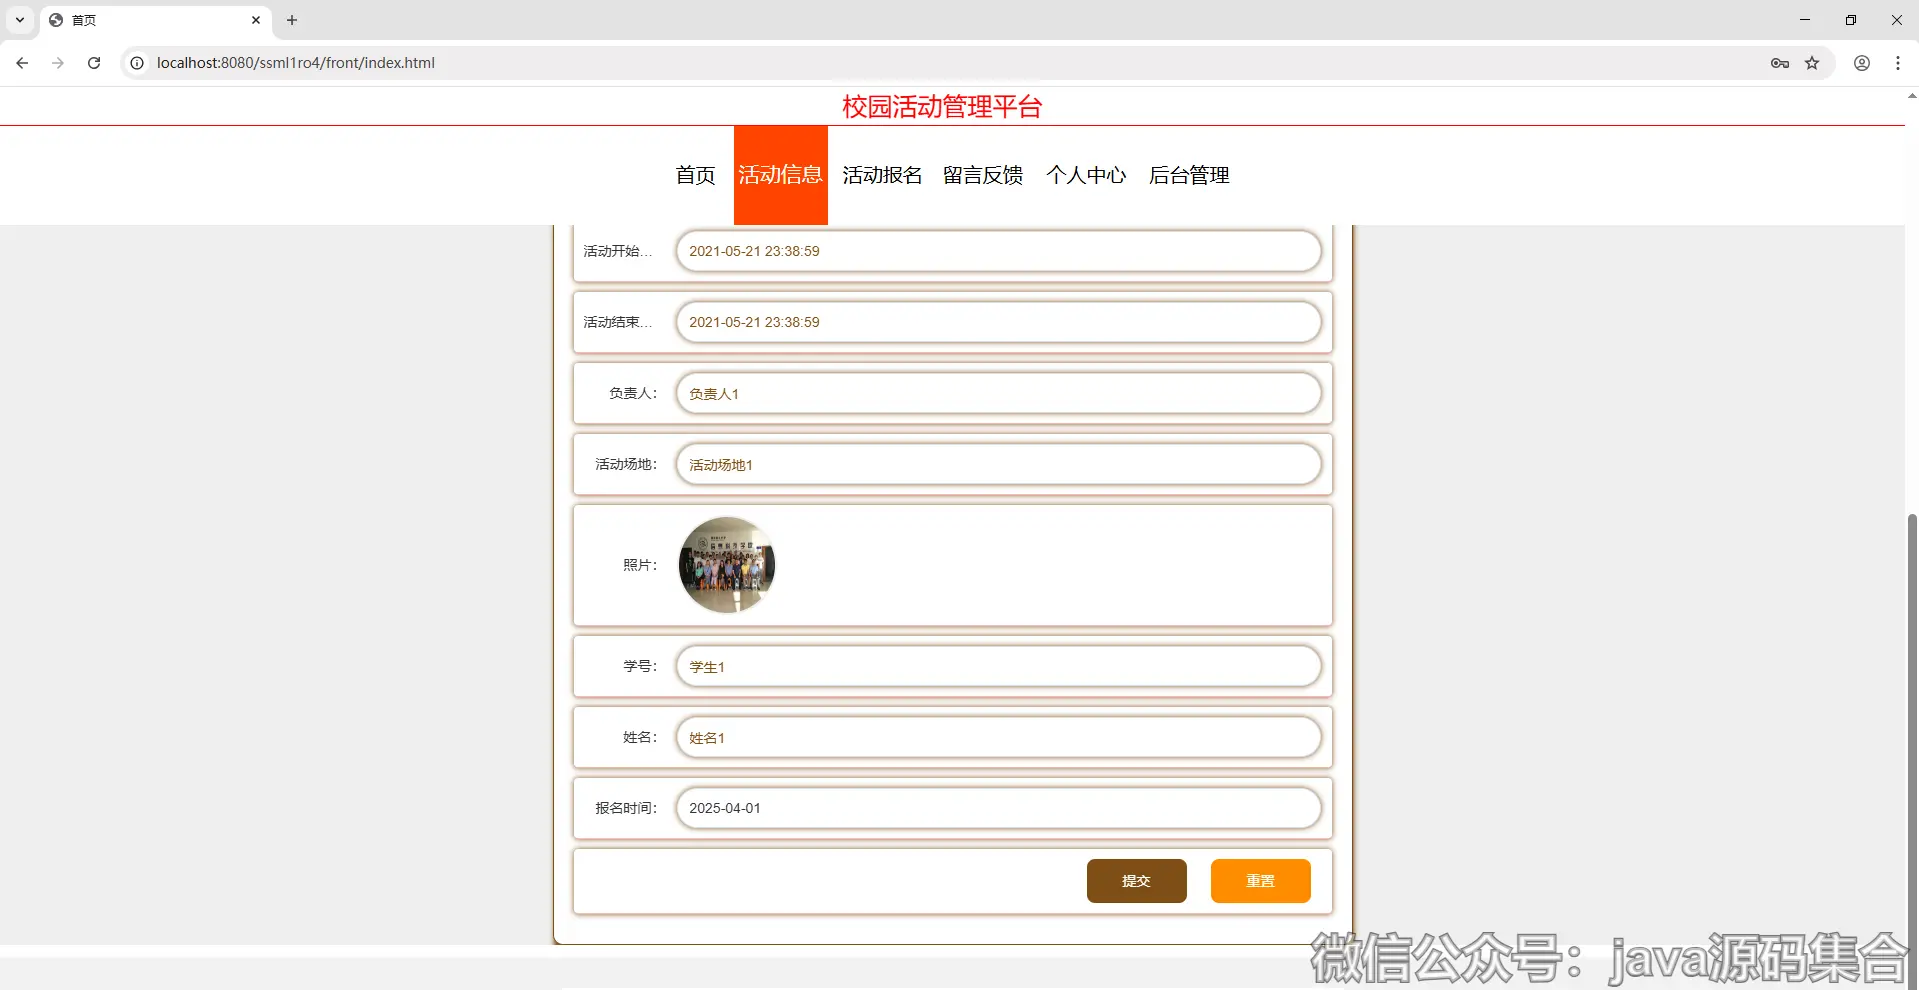 首页
localhost:8080/ssml1ro4/front/index.html
校园活动管理平台
首页 活动信息 活动报名 留言反馈 个人中心 后台管理
活动开始... 2021-05-21 23:38:59
活动结束... 2021-05-21 23:38:59
负责人： 负责人1
活动场地： 活动场地1
照片：
学号： 学生1
姓名： 姓名1
报名时间： 2025-04-01
提交 重置
微信公众号：java源码集合